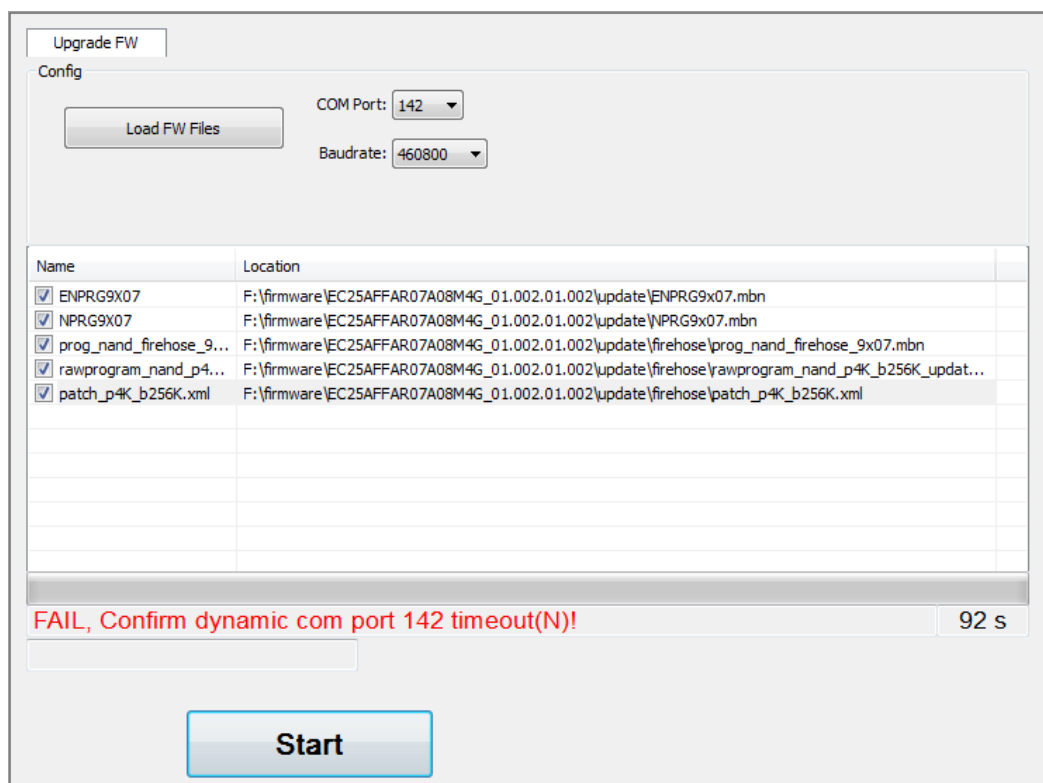 Upgrade FW
Config
Load FW Files
COM Port: 142
Baudrate: 460800
Name Location
ENPRG9X07 F:\firmware\EC25AFFAR07A08M4G_01.002.01.002\update\ENPRG9x07.mbn
NPRG9X07 F:\firmware\EC25AFFAR07A08M4G_01.002.01.002\update\NPRG9x07.mbn
prog_nand_firehose_9... F:\firmware\EC25AFFAR07A08M4G_01.002.01.002\update\firehose\prog_nand_firehose_9x07.mbn
rawprogram_nand_p4... F:\firmware\EC25AFFAR07A08M4G_01.002.01.002\update\firehose\rawprogram_nand_p4K_b256K_updat...
patch_p4K_b256K.xml F:\firmware\EC25AFFAR07A08M4G_01.002.01.002\update\firehose\patch_p4K_b256K.xml
FAIL, Confirm dynamic com port 142 timeout(N)! 92 s
Start